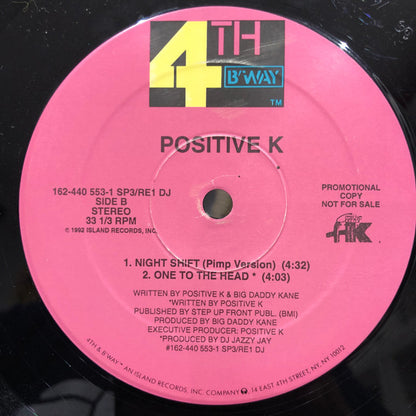 4TH
B'WAY
TM
POSITIVE K
162-440 553-1 SP3/RE1 DJ
SIDE B
STEREO
33 1/3 RPM
℗ 1992 ISLAND RECORDS, INC.
PROMOTIONAL
COPY
NOT FOR SALE
1. NIGHT SHIFT (Pimp Version) (4:32)
2. ONE TO THE HEAD * (4:03)
WRITTEN BY POSITIVE K & BIG DADDY KANE
*WRITTEN BY POSITIVE K
PUBLISHED BY STEP UP FRONT PUBL. (BMI)
PRODUCED BY BIG DADDY KANE
EXECUTIVE PRODUCER: POSITIVE K
*PRODUCED BY DJ JAZZY JAY
#162-440 553-1 SP3/RE1 DJ
4TH & B'WAY • AN ISLAND RECORDS, INC. COMPANY 14 EAST 4TH STREET, NY, NY 10012